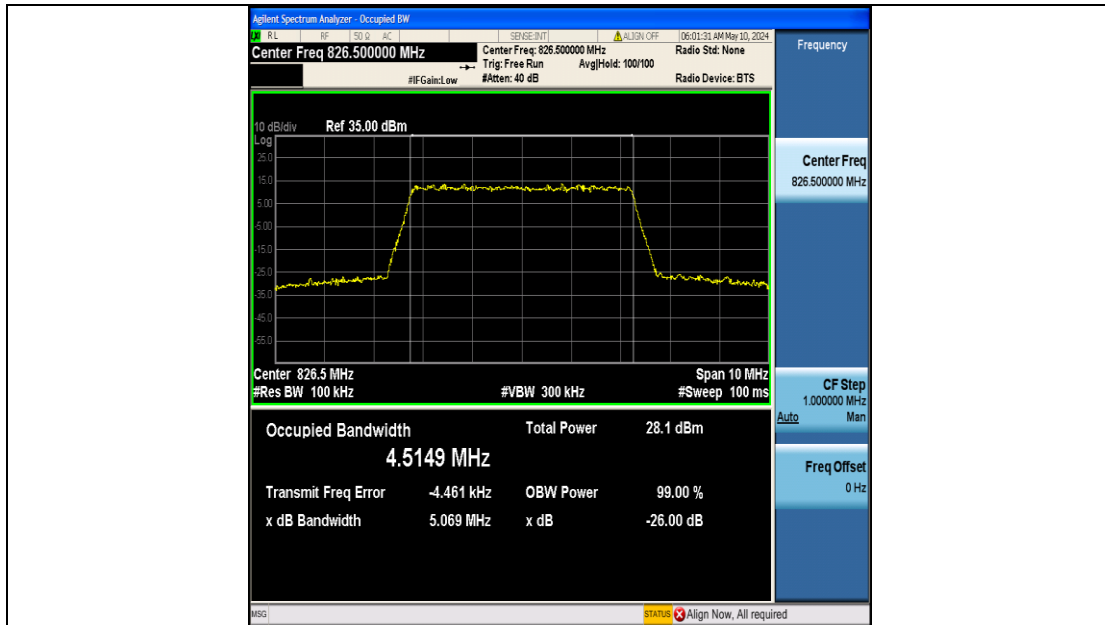 Agilent Spectrum Analyzer - Occupied BW
RL RF 50 Ω AC SENSE:INT ALIGN OFF 06:01:31 AM May 10, 2024
Center Freq 826.500000 MHz
Center Freq: 826.500000 MHz Radio Std: None
Trig: Free Run Avg|Hold: 100/100
#IFGain:Low #Atten: 40 dB Radio Device: BTS
10 dB/div Ref 35.00 dBm
Log
25.0
15.0
5.00
-5.00
-15.0
-25.0
-35.0
-45.0
-55.0
Center 826.5 MHz Span 10 MHz
#Res BW 100 kHz #VBW 300 kHz #Sweep 100 ms
Occupied Bandwidth Total Power 28.1 dBm
4.5149 MHz
Transmit Freq Error -4.461 kHz OBW Power 99.00 %
x dB Bandwidth 5.069 MHz x dB -26.00 dB
Frequency
Center Freq
826.500000 MHz
CF Step
1.000000 MHz
Auto Man
Freq Offset
0 Hz
MSG STATUS Align Now, All required